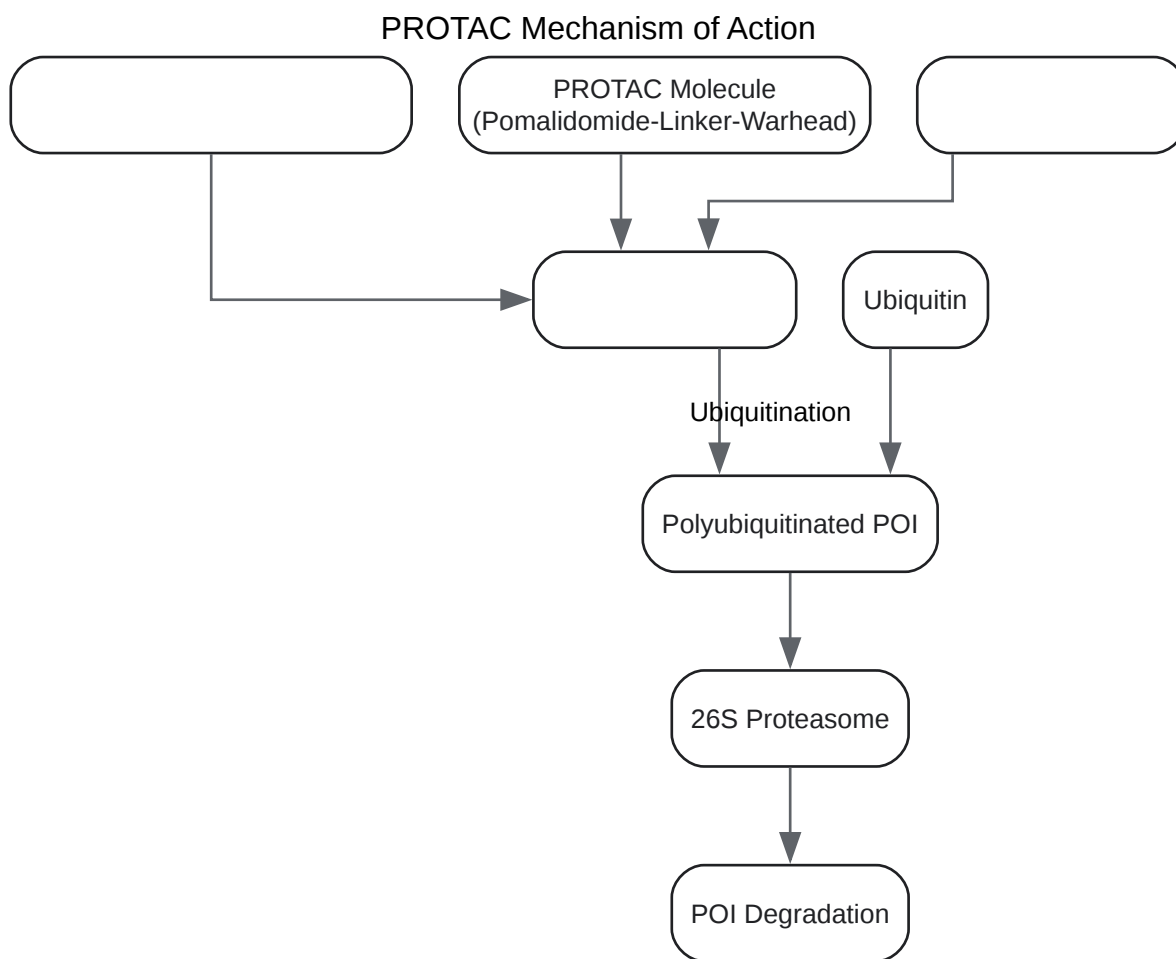 PROTAC Mechanism of Action
PROTAC Molecule
(Pomalidomide-Linker-Warhead)
Ubiquitin
Ubiquitination
Polyubiquitinated POI
26S Proteasome
POI Degradation